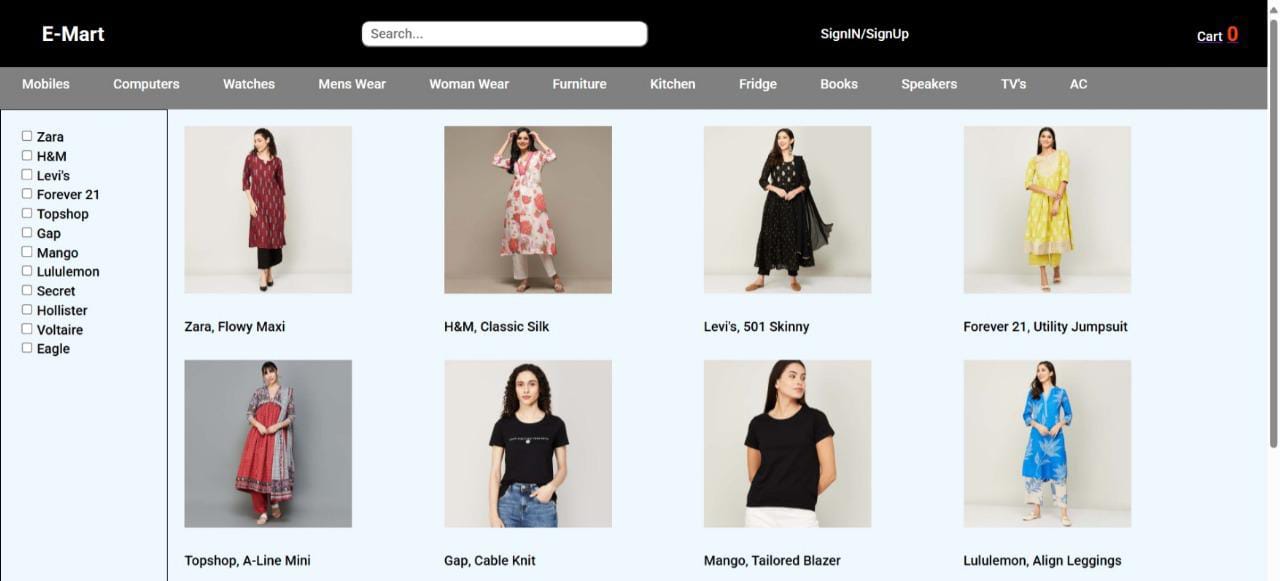 E-Mart
Search...
SignIN/SignUp
Cart 0
Mobiles Computers Watches Mens Wear Woman Wear Furniture Kitchen Fridge Books Speakers TV's AC
Zara
H&M
Levi's
Forever 21
Topshop
Gap
Mango
Lululemon
Secret
Hollister
Voltaire
Eagle
Zara, Flowy Maxi
H&M, Classic Silk
Levi's, 501 Skinny
Forever 21, Utility Jumpsuit
Topshop, A-Line Mini
Gap, Cable Knit
Mango, Tailored Blazer
Lululemon, Align Leggings